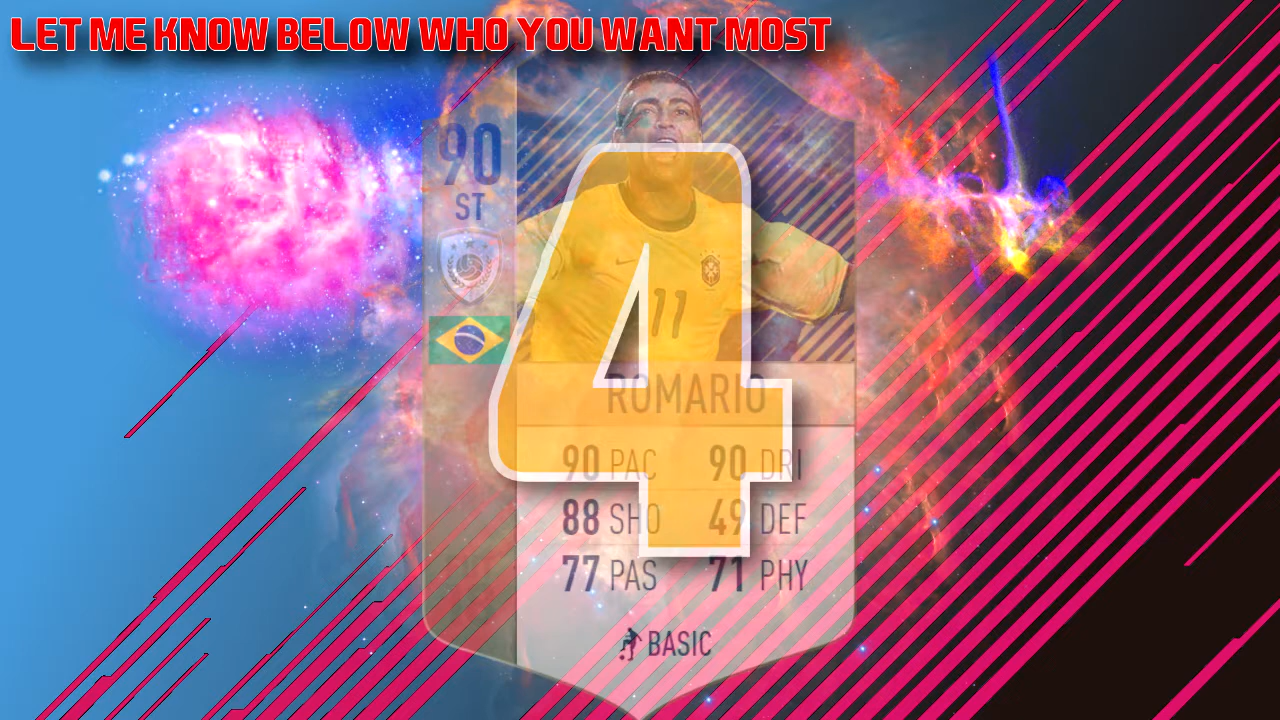 LET ME KNOW BELOW WHO YOU WANT MOST
90
ST
11
4
ROMARIO
90 PAC 90 DRI
88 SHO 49 DEF
77 PAS 71 PHY
BASIC